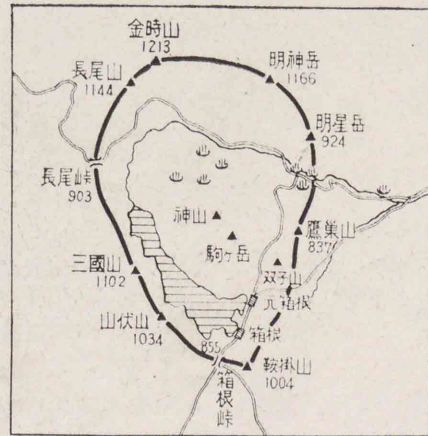 金時山
1213
長尾山
1144
明神岳
1166
明星岳
924
長尾峠
903
神山
駒ヶ岳
鷹巣山
837
双子山
三國山
1102
元箱根
山伏山
1034
箱根
855
箱根峠
鞍掛山
1004